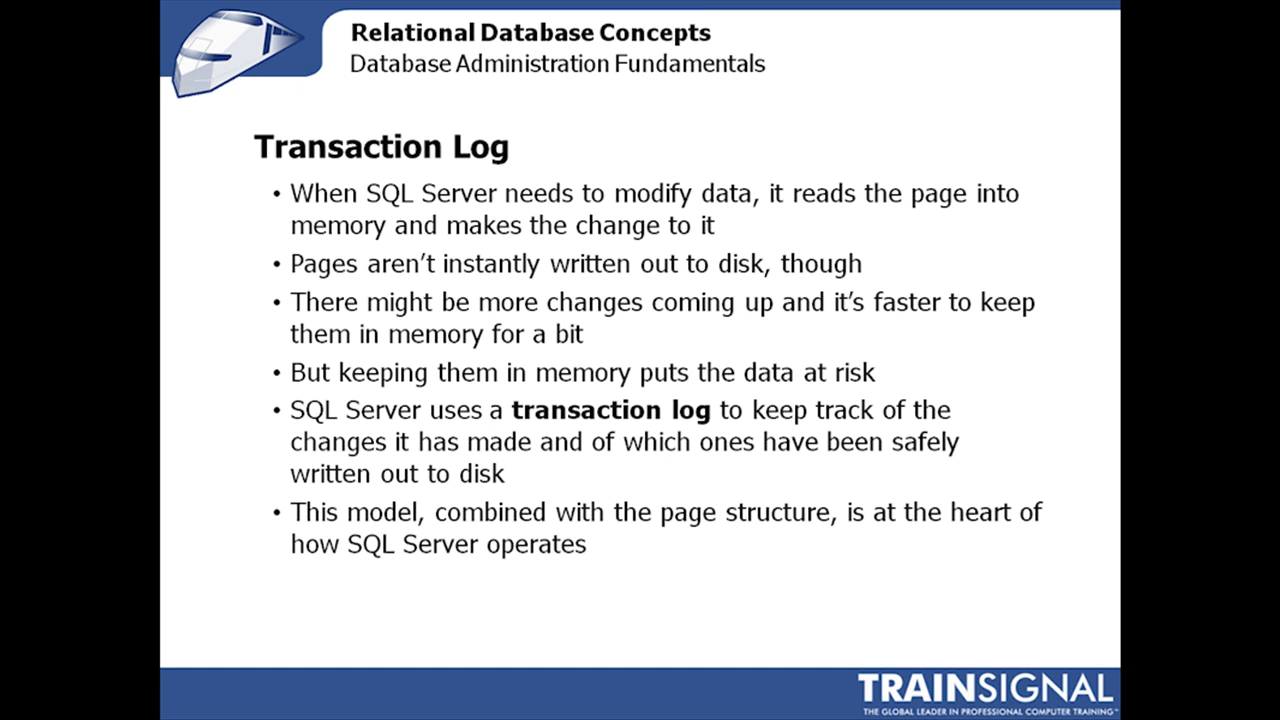 Relational Database Concepts
Database Administration Fundamentals
Transaction Log
• When SQL Server needs to modify data, it reads the page into
memory and makes the change to it
• Pages aren’t instantly written out to disk, though
• There might be more changes coming up and it’s faster to keep
them in memory for a bit
• But keeping them in memory puts the data at risk
• SQL Server uses a transaction log to keep track of the
changes it has made and of which ones have been safely
written out to disk
• This model, combined with the page structure, is at the heart of
how SQL Server operates
TRAINSIGNAL
THE GLOBAL LEADER IN PROFESSIONAL COMPUTER TRAINING™